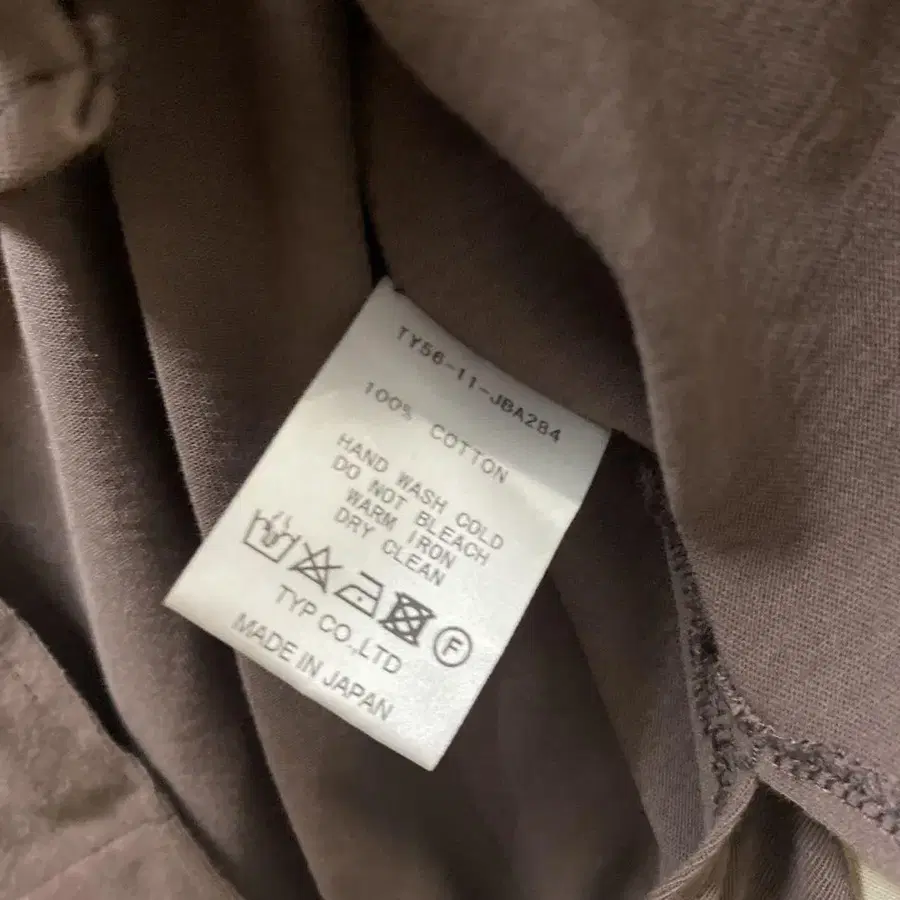 TY56-11-JBA284
100% COTTON
HAND WASH COLD
DO NOT BLEACH
WARM IRON
DRY CLEAN
F
TYP CO.,LTD
MADE IN JAPAN